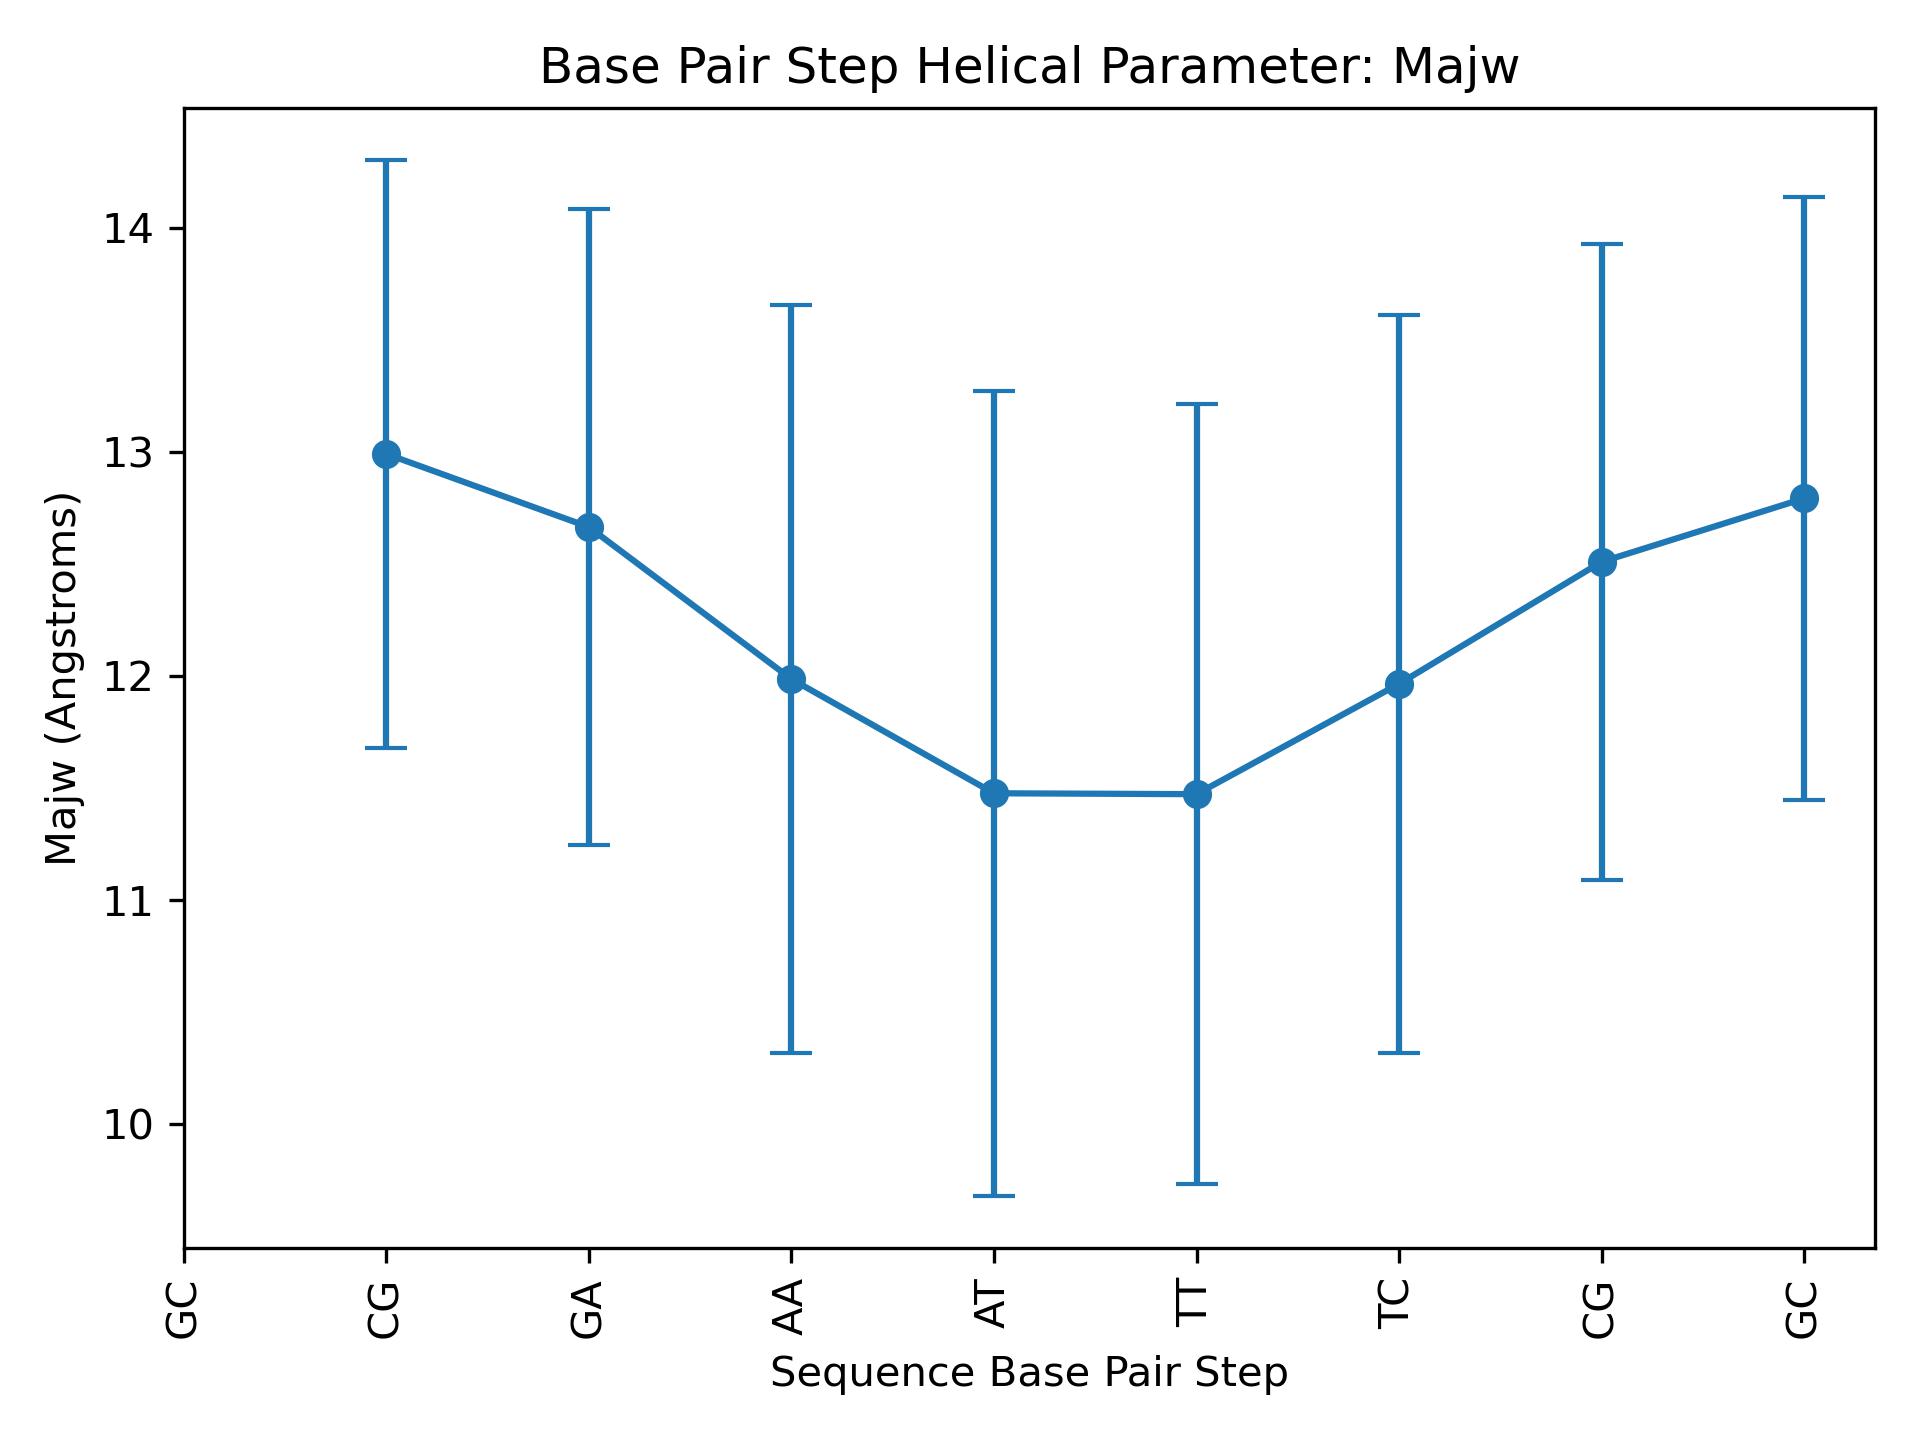 Base Pair Step Helical Parameter: Majw
Majw (Angstroms)
14
13
12
11
10
GC CG GA AA AT TT TC CG GC
Sequence Base Pair Step